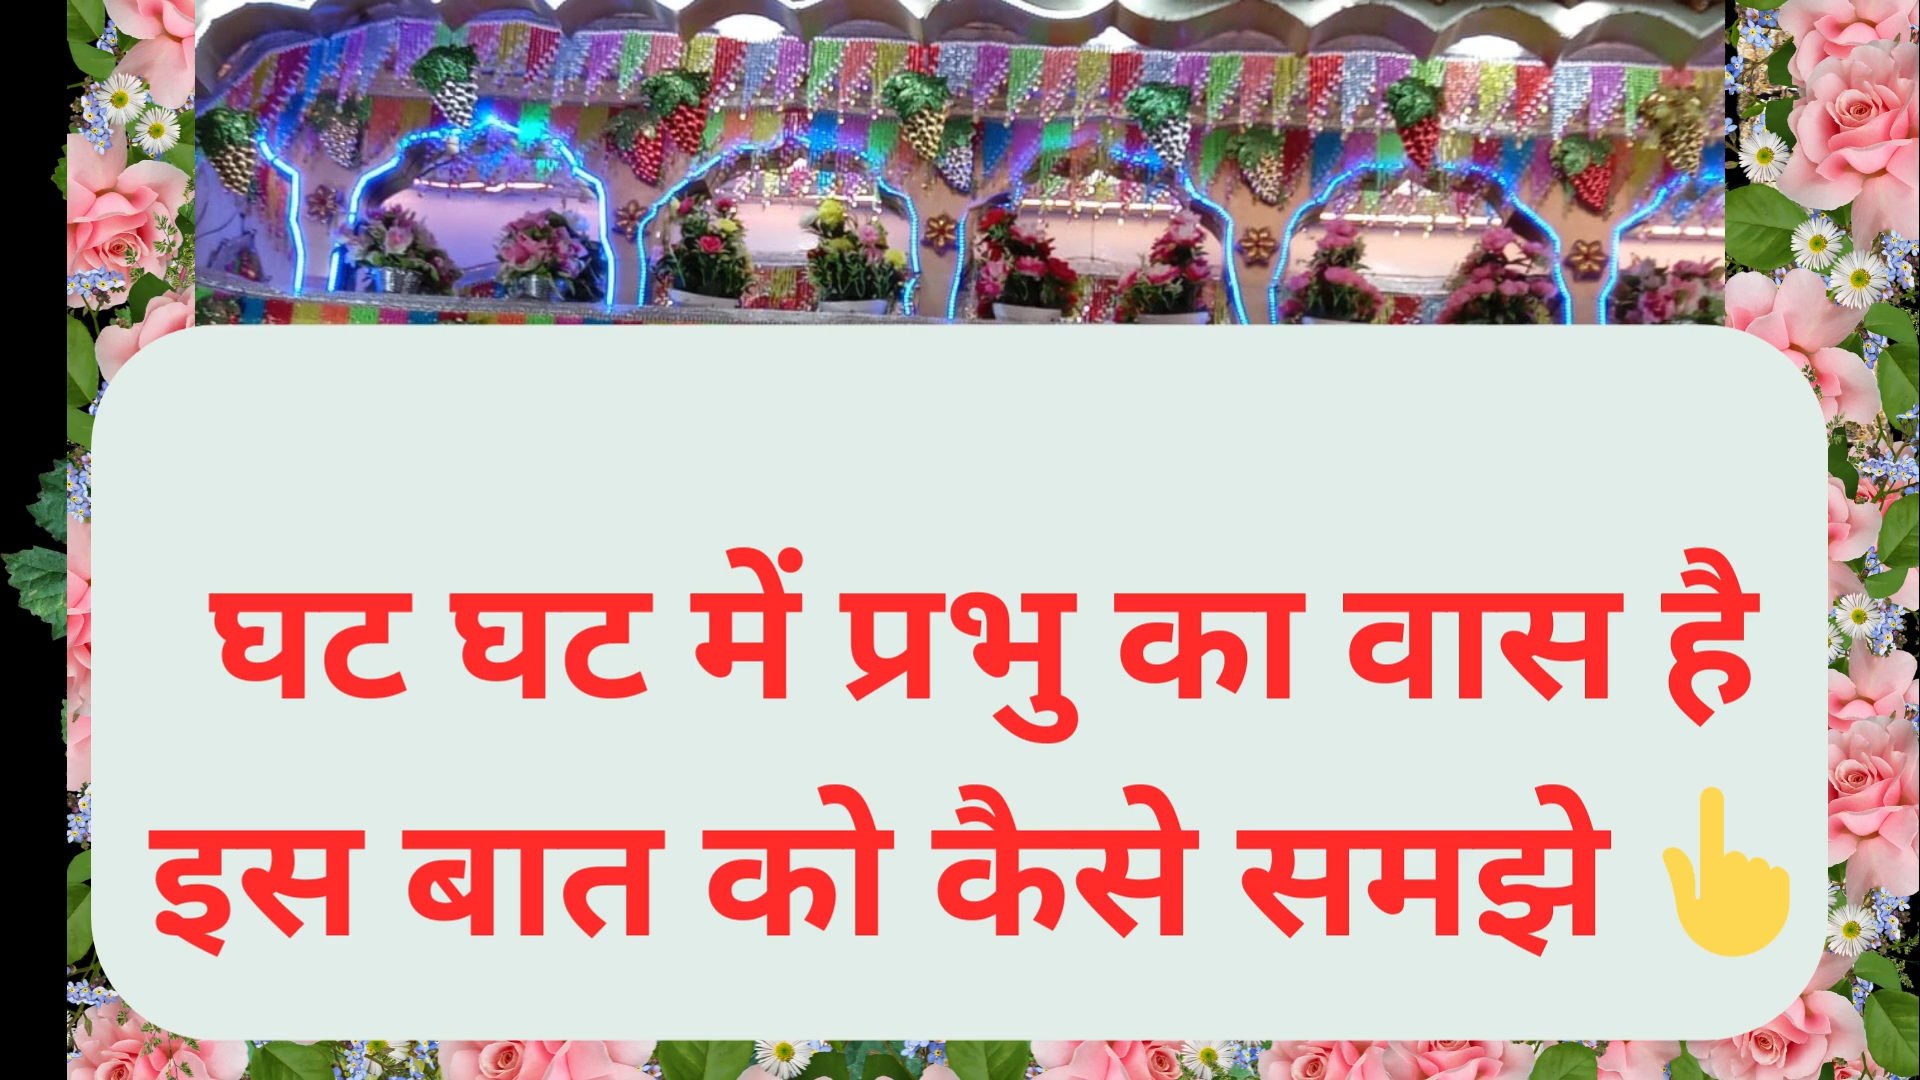 घट घट में प्रभु का वास है
इस बात को कैसे समझे 👆